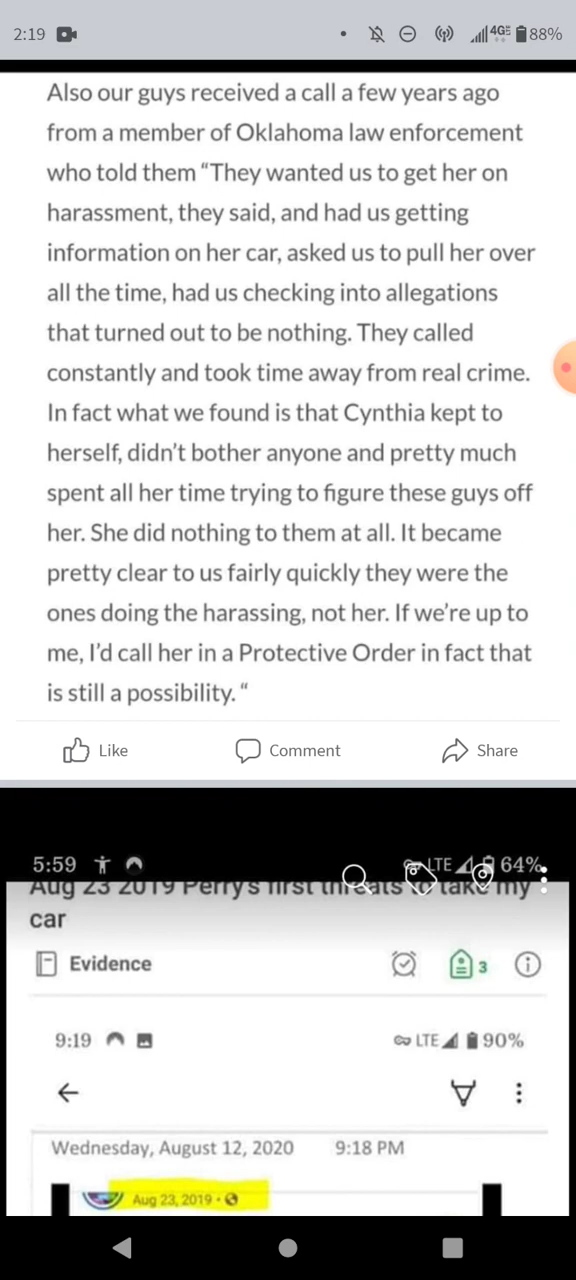 2:19 4GE 88%
Also our guys received a call a few years ago
from a member of Oklahoma law enforcement
who told them “They wanted us to get her on
harassment, they said, and had us getting
information on her car, asked us to pull her over
all the time, had us checking into allegations
that turned out to be nothing. They called
constantly and took time away from real crime.
In fact what we found is that Cynthia kept to
herself, didn’t bother anyone and pretty much
spent all her time trying to figure these guys off
her. She did nothing to them at all. It became
pretty clear to us fairly quickly they were the
ones doing the harassing, not her. If we’re up to
me, I’d call her in a Protective Order in fact that
is still a possibility. “
Like Comment Share
5:59 LTE 64%
Aug 23 2019 Perry's first threats to take my
car
Evidence 3
9:19 LTE 90%
Wednesday, August 12, 2020 9:18 PM
Aug 23, 2019